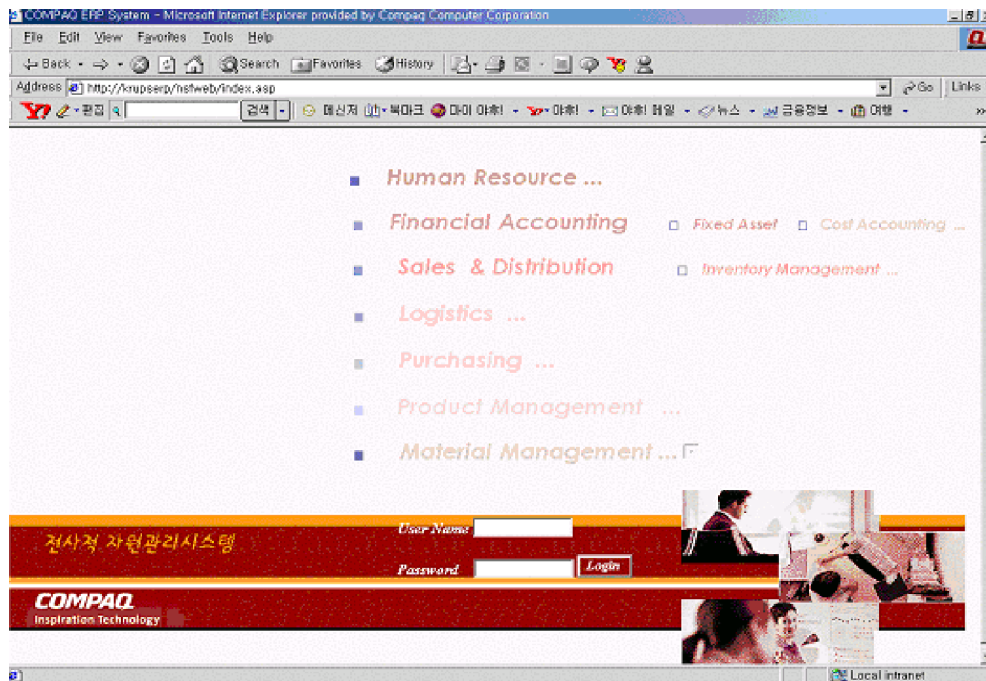 COMPAQ ERP System - Microsoft Internet Explorer provided by Compaq Computer Corporation
File Edit View Favorites Tools Help
Back Search Favorites History
Address http://krupserp/nsfweb/index.asp Go Links
Y? 편집 검색 메신저 북마크 마이 야후! 야후! 야후! 메일 뉴스 금융정보 여행 »
Human Resource ...
Financial Accounting Fixed Asset Cost Accounting ...
Sales & Distribution Inventory Management ...
Logistics ...
Purchasing ...
Product Management ...
Material Management ...
User Name
전사적 자원관리시스템
Password Login
COMPAQ
Inspiration Technology
Local intranet